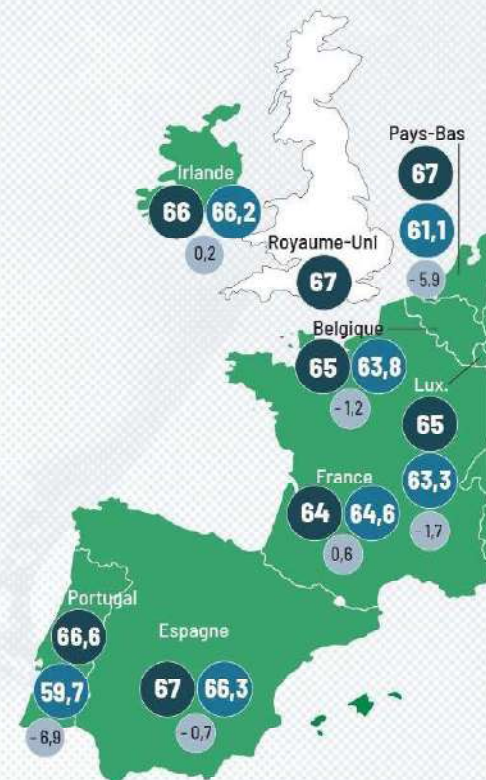 Pays-Bas
67
61,1
- 5.9
Irlande
66 66,2
0,2
Royaume-Uni
67
Belgique
65 63,8
- 1,2
Lux.
65
63,3
- 1,7
France
64 64,6
0,6
Portugal
66,6
59,7
- 6,9
Espagne
67 66,3
- 0,7